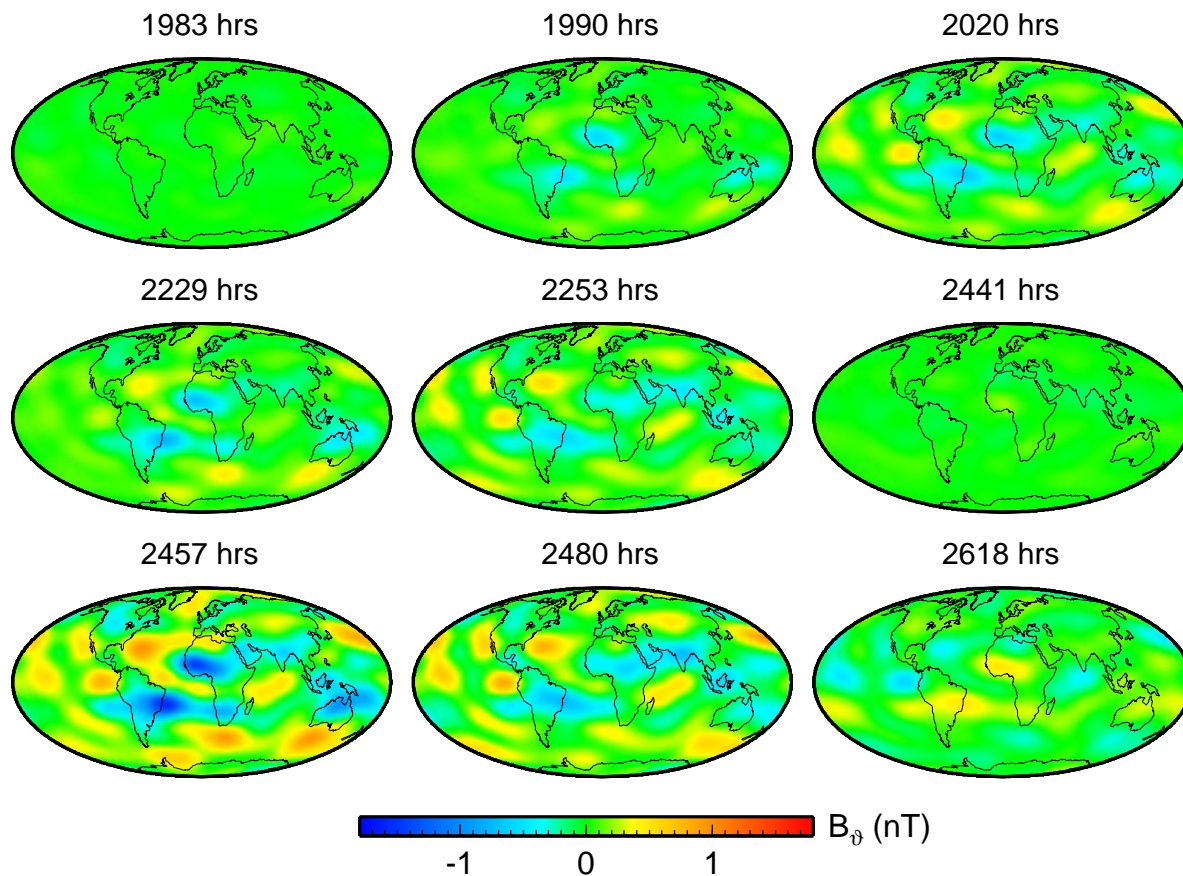 1983 hrs
1990 hrs
2020 hrs
2229 hrs
2253 hrs
2441 hrs
2457 hrs
2480 hrs
2618 hrs
B_ϑ (nT)
-1 0 1